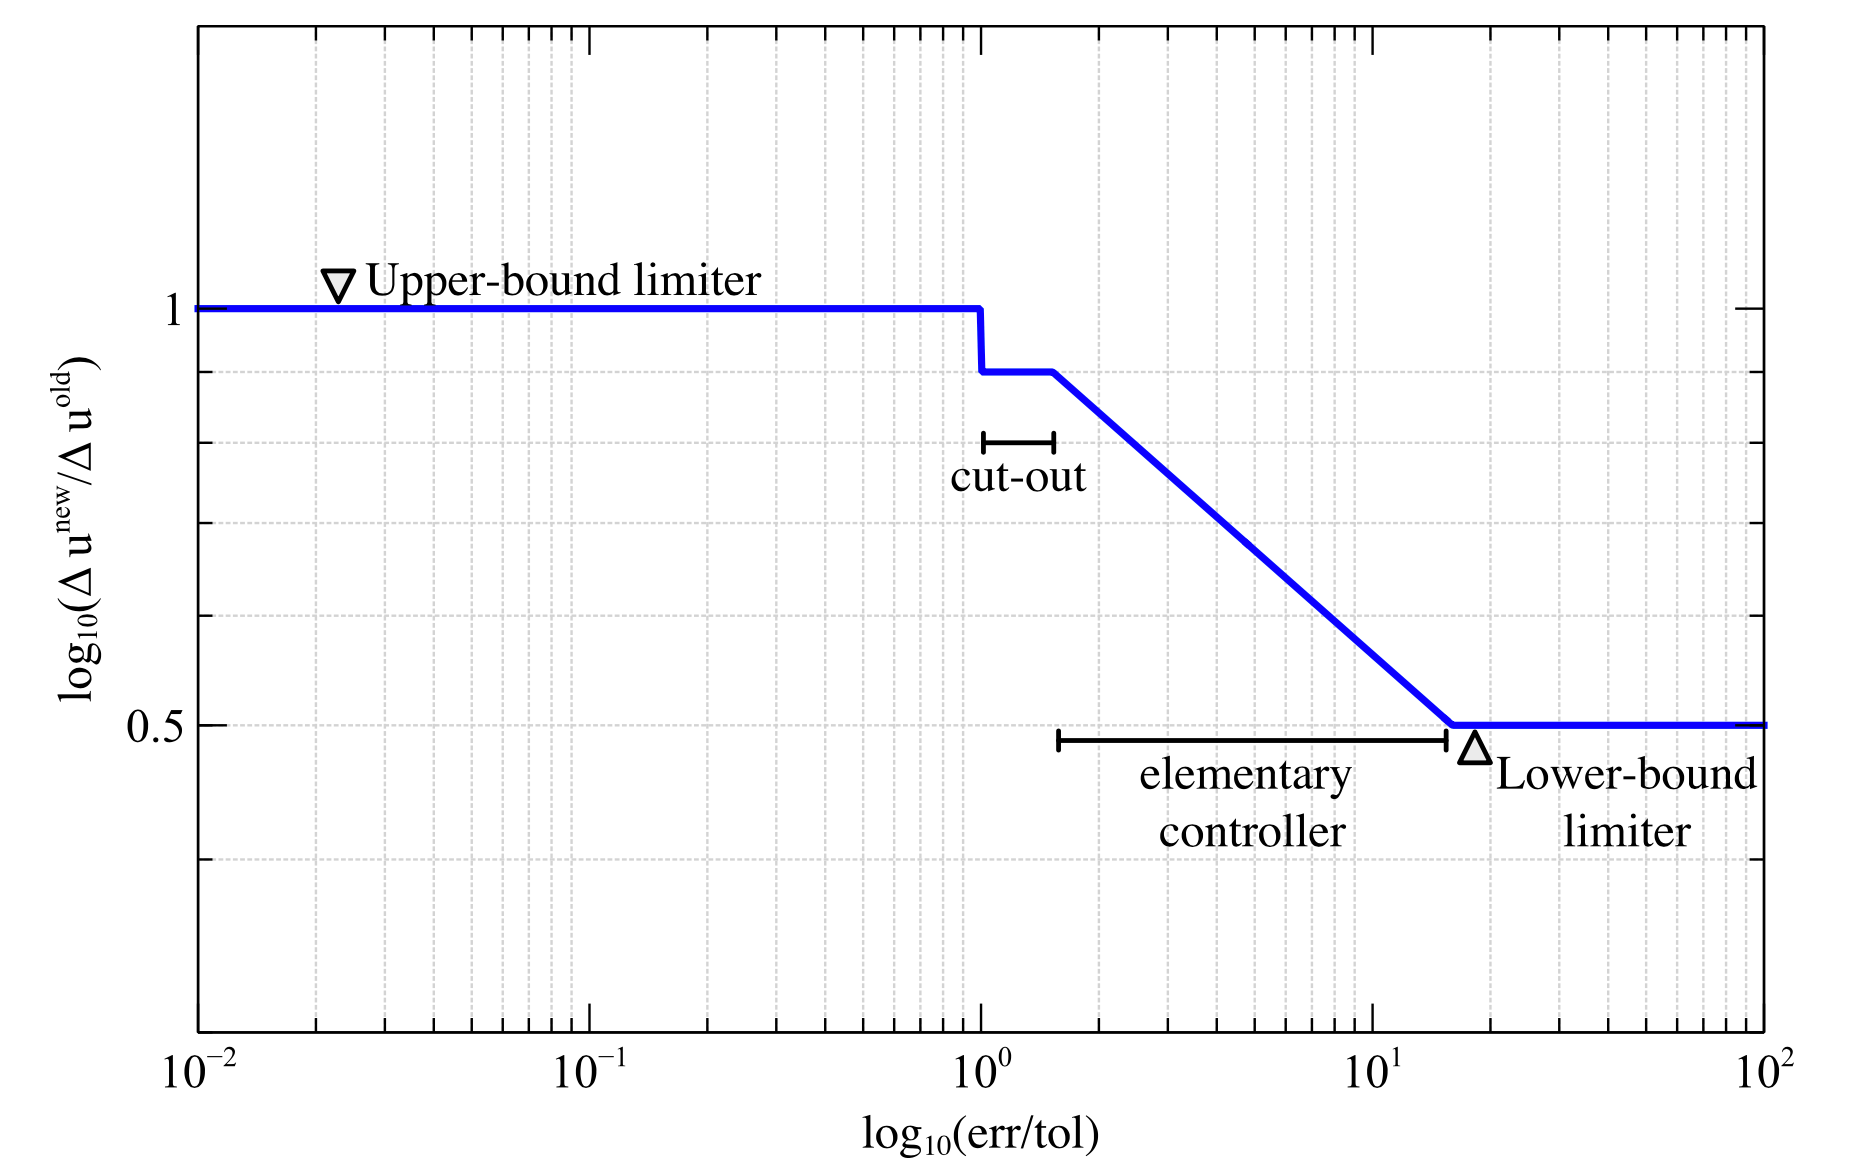 Upper-bound limiter
1
cut-out
log₁₀(Δ uⁿᵉʷ/Δ uᵒˡᵈ)
0.5
elementary
controller
Lower-bound
limiter
10⁻² 10⁻¹ 10⁰ 10¹ 10²
log₁₀(err/tol)